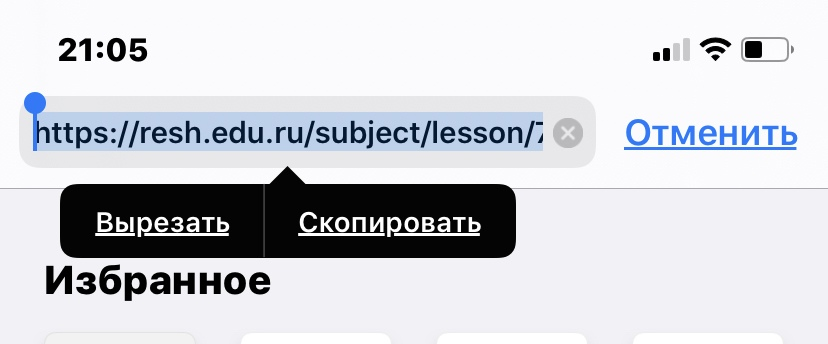 21:05
https://resh.edu.ru/subject/lesson/7
Отменить
Вырезать
Скопировать
Избранное